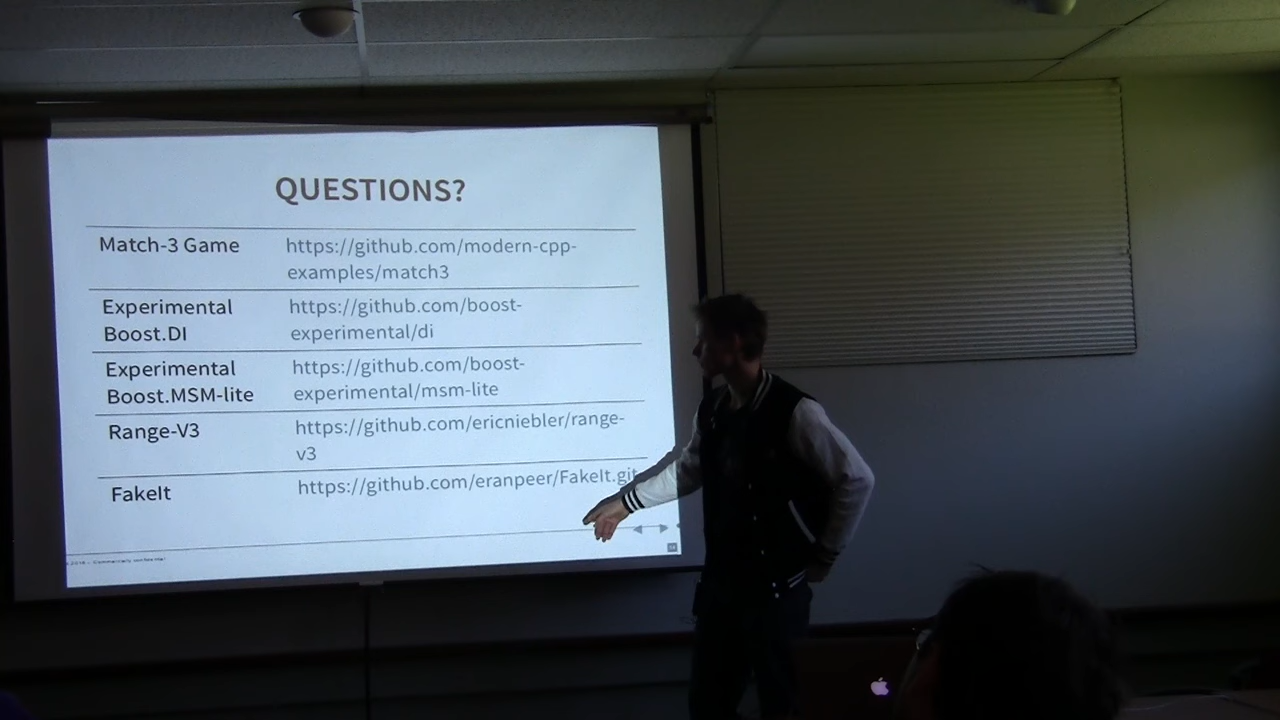 QUESTIONS?
Match-3 Game
https://github.com/modern-cpp-
examples/match3
Experimental
Boost.DI
https://github.com/boost-
experimental/di
Experimental
Boost.MSM-lite
https://github.com/boost-
experimental/msm-lite
Range-V3
https://github.com/ericniebler/range-
v3
FakeIt
https://github.com/eranpeer/FakeIt.git